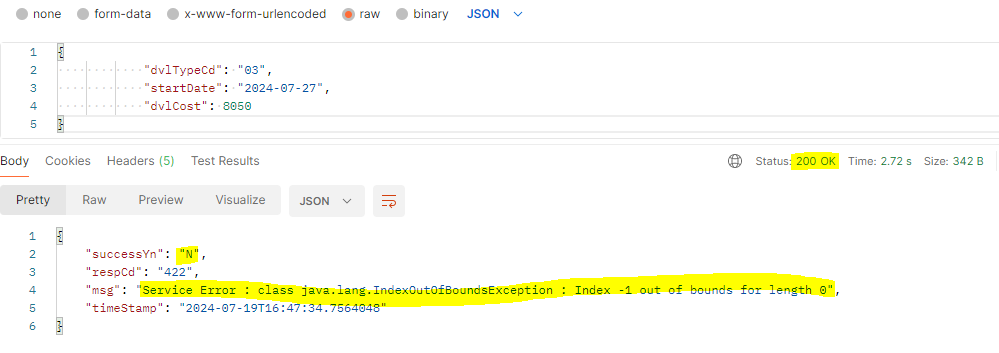 none form-data x-www-form-urlencoded raw binary JSON
1 {
2 "dvlTypeCd": "03",
3 "startDate": "2024-07-27",
4 "dvlCost": 8050
5 }
Body Cookies Headers (5) Test Results Status: 200 OK Time: 2.72 s Size: 342 B
Pretty Raw Preview Visualize JSON
1 {
2 "successYn": "N",
3 "respCd": "422",
4 "msg": "Service Error : class java.lang.IndexOutOfBoundsException : Index -1 out of bounds for length 0",
5 "timeStamp": "2024-07-19T16:47:34.7564048"
6 }